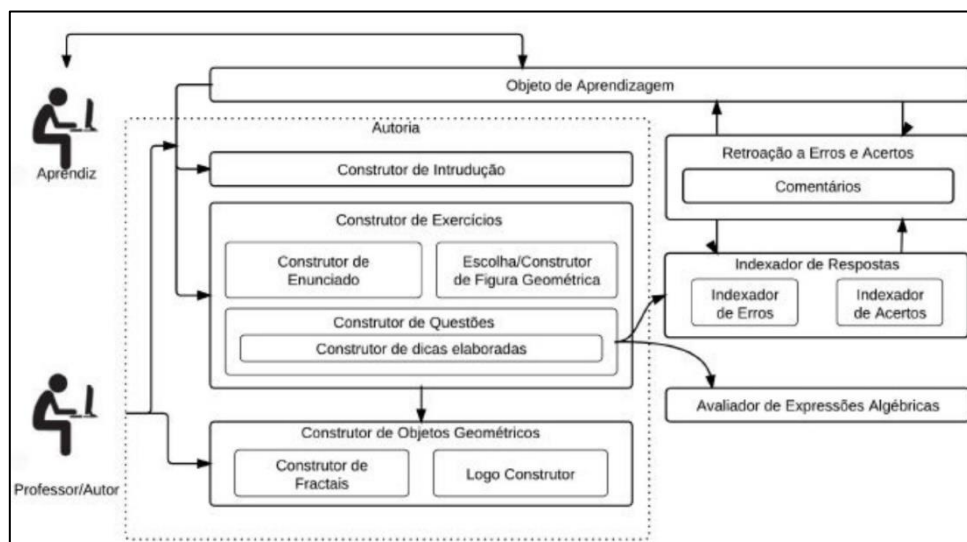 Objeto de Aprendizagem
Autoria
Aprendiz
Construtor de Intrudução
Retroação a Erros e Acertos
Comentários
Construtor de Exercícios
Construtor de
Enunciado
Escolha/Construtor
de Figura Geométrica
Indexador de Respostas
Indexador
de Erros
Indexador
de Acertos
Construtor de Questões
Construtor de dicas elaboradas
Avaliador de Expressões Algébricas
Professor/Autor
Construtor de Objetos Geométricos
Construtor de
Fractais
Logo Construtor